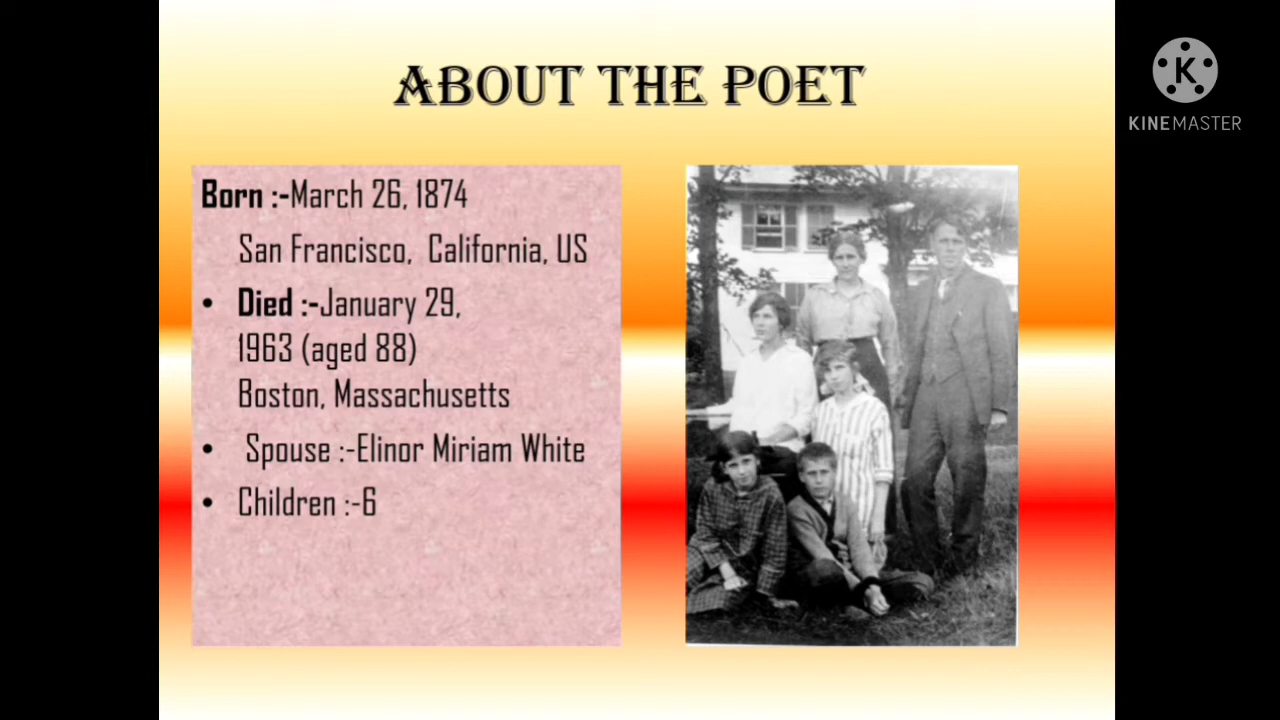 ABOUT THE POET
Born :-March 26, 1874
San Francisco, California, US
• Died :-January 29,
1963 (aged 88)
Boston, Massachusetts
• Spouse :-Elinor Miriam White
• Children :-6
K
KINEMASTER